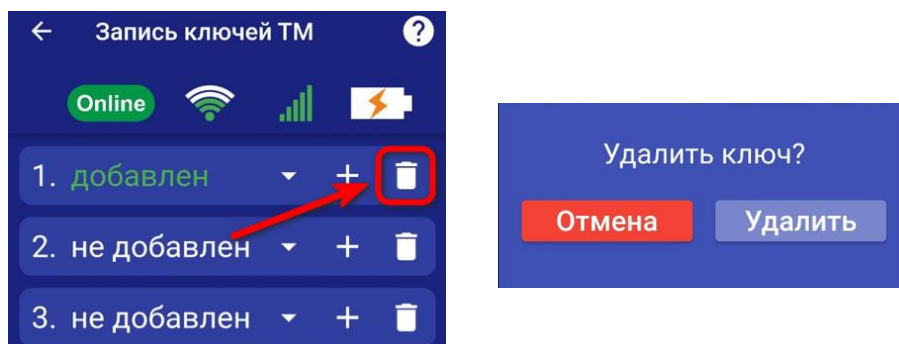 Запись ключей ТМ
?
Online
1. добавлен
+
2. не добавлен
+
3. не добавлен
+
Удалить ключ?
Отмена
Удалить